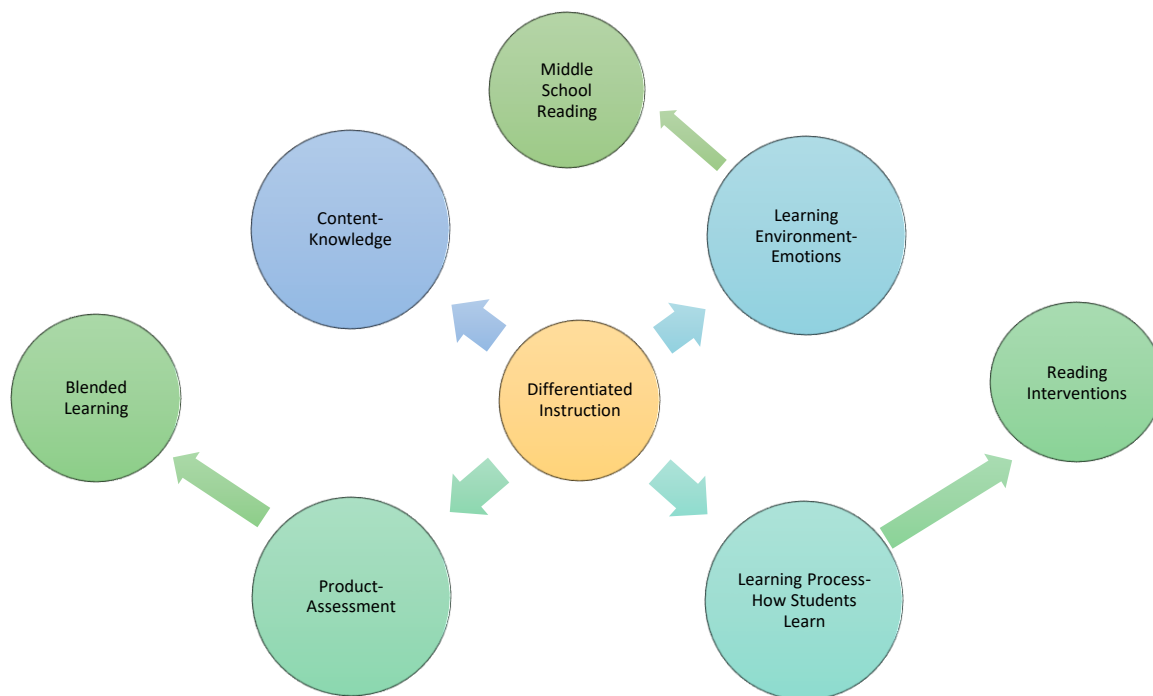 Middle
School
Reading
Content-
Knowledge
Learning
Environment-
Emotions
Blended
Learning
Differentiated
Instruction
Reading
Interventions
Product-
Assessment
Learning Process-
How Students
Learn